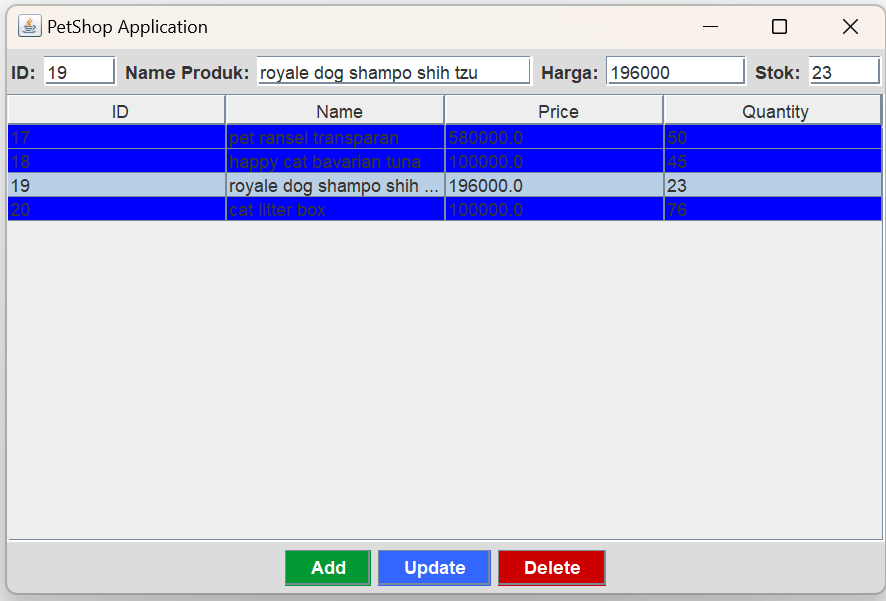 PetShop Application
ID: 19 Name Produk: royale dog shampo shih tzu Harga: 196000 Stok: 23
ID Name Price Quantity
17 pet ransel transparan 580000.0 50
18 happy cat bavarian tuna 100000.0 45
19 royale dog shampo shih ... 196000.0 23
20 cat litter box 100000.0 76
Add Update Delete